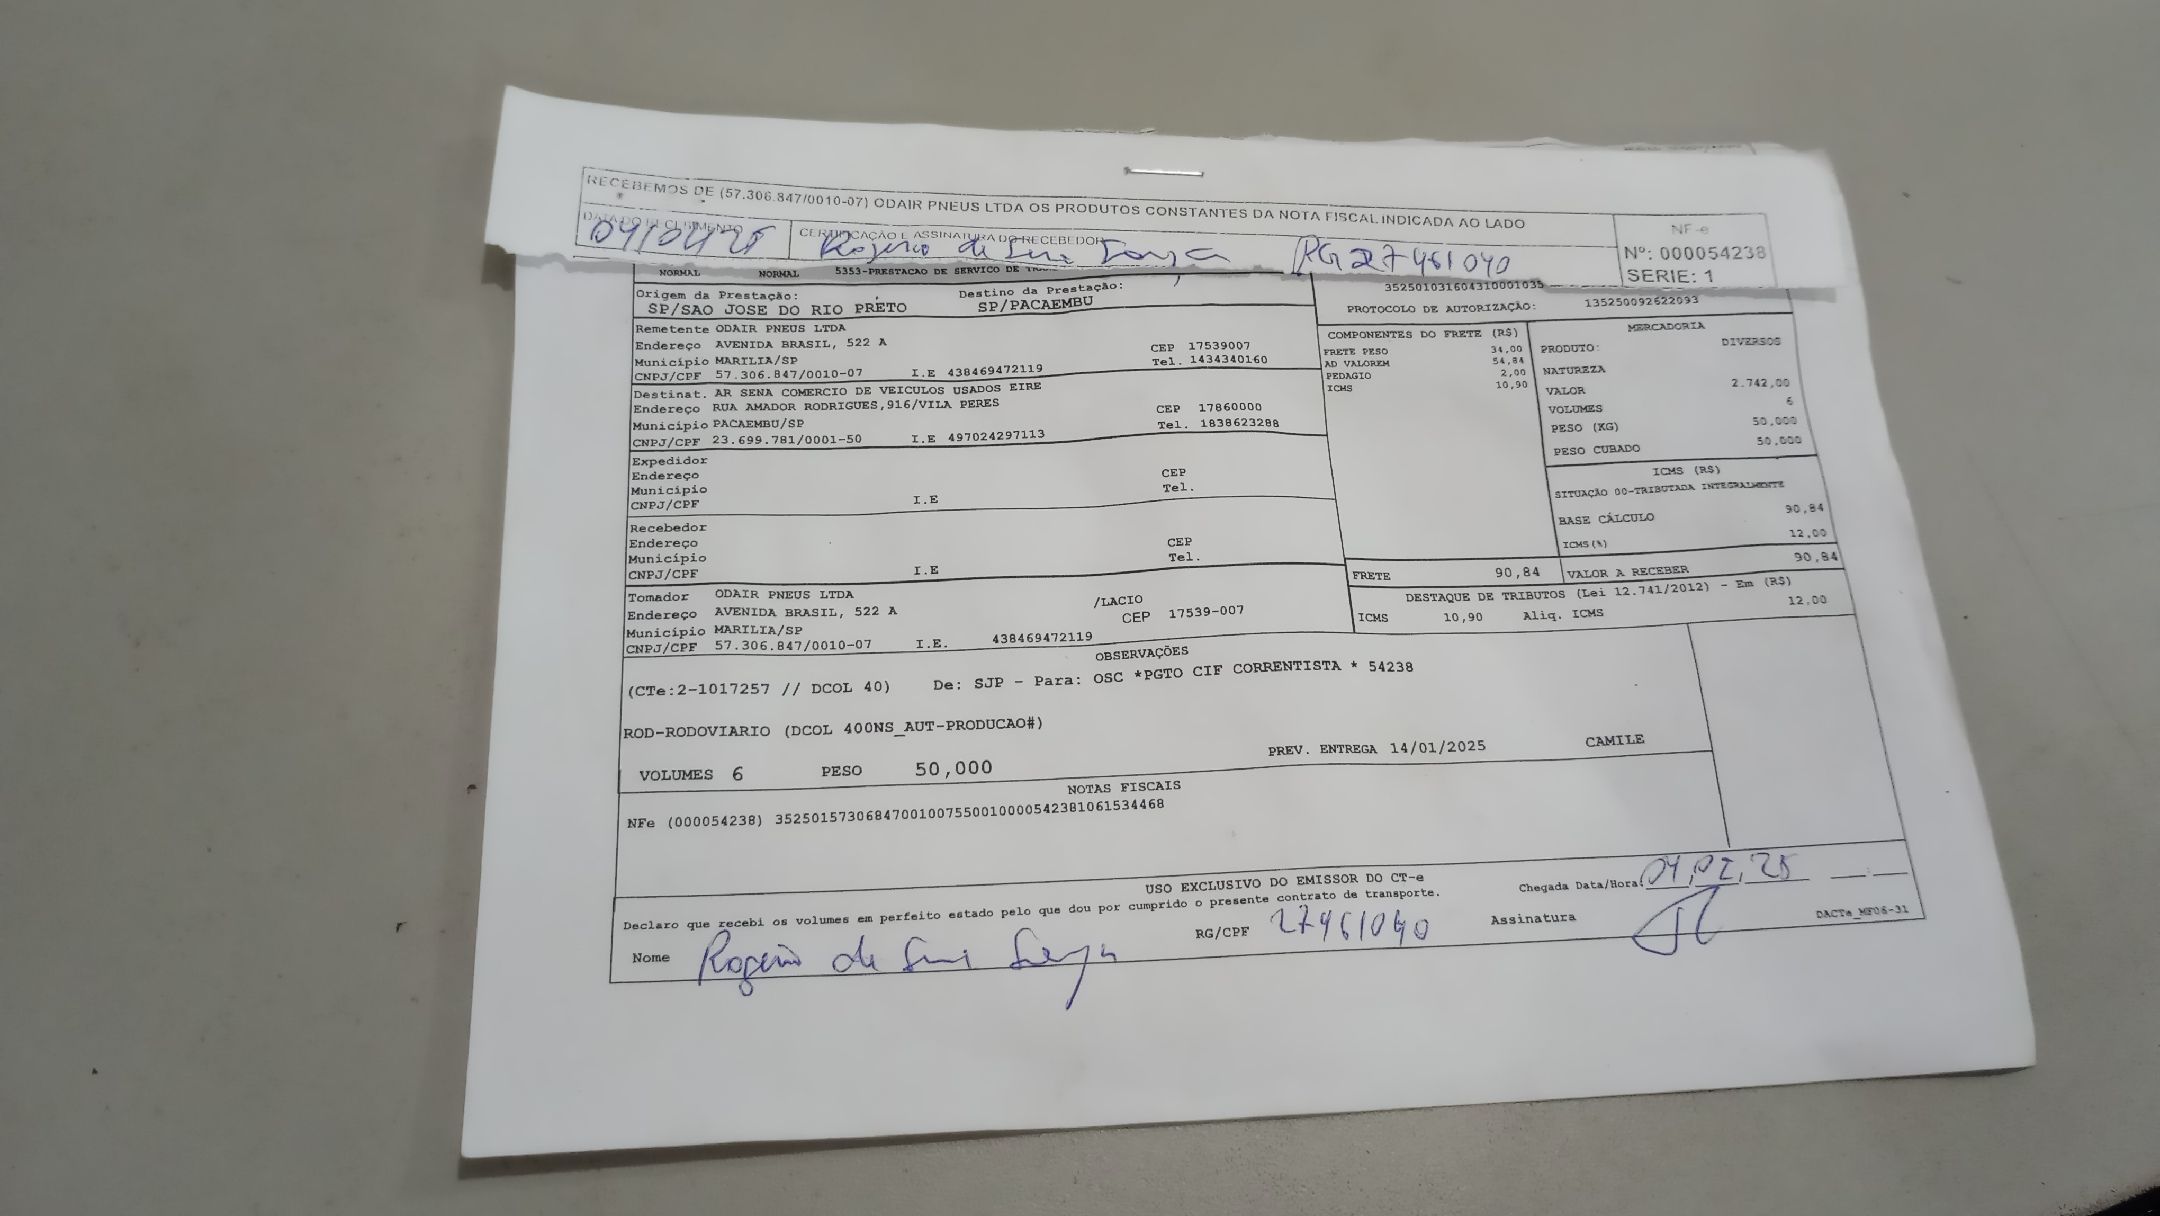 RECEBEMOS DE (57.306.847/0010-07) ODAIR PNEUS LTDA OS PRODUTOS CONSTANTES DA NOTA FISCAL INDICADA AO LADO
NF-e
Nº: 000054238
SERIE: 1
DATA DO RECEBIMENTO
CERTIFICAÇÃO E ASSINATURA DO RECEBEDOR
de RG 27461040
NORMAL NORMAL 5353-PRESTACAO DE SERVICO DE
Origem da Prestação: Destino da Prestação:
SP/SAO JOSE DO RIO PRETO SP/PACAEMBU
352501031604310001035
PROTOCOLO DE AUTORIZAÇÃO: 135250092622093
Remetente ODAIR PNEUS LTDA
Endereço AVENIDA BRASIL, 522 A CEP 17539007
Município MARILIA/SP Tel. 1434340160
CNPJ/CPF 57.306.847/0010-07 I.E 438469472119
Destinat. AR SENA COMERCIO DE VEICULOS USADOS EIRE
Endereço RUA AMADOR RODRIGUES,916/VILA PERES CEP 17860000
Município PACAEMBU/SP Tel. 1838623288
CNPJ/CPF 23.699.781/0001-50 I.E 497024297113
Expedidor
Endereço CEP
Município Tel.
CNPJ/CPF I.E
Recebedor
Endereço CEP
Município Tel.
CNPJ/CPF I.E
Tomador ODAIR PNEUS LTDA /LACIO
Endereço AVENIDA BRASIL, 522 A CEP 17539-007
Município MARILIA/SP
CNPJ/CPF 57.306.847/0010-07 I.E. 438469472119
COMPONENTES DO FRETE (R$)
FRETE PESO 34,00
AD VALOREM 54,84
PEDAGIO 2,00
ICMS 10,90
MERCADORIA
PRODUTO: DIVERSOS
NATUREZA
VALOR 2.742,00
VOLUMES 6
PESO (KG) 50,000
PESO CUBADO 50,000
ICMS (R$)
SITUAÇÃO 00-TRIBUTADA INTEGRALMENTE
BASE CÁLCULO 90,84
ICMS(%) 12,00
FRETE 90,84 VALOR A RECEBER 90,84
DESTAQUE DE TRIBUTOS (Lei 12.741/2012) - Em (R$)
ICMS 10,90 Aliq. ICMS 12,00
OBSERVAÇÕES
(CTe:2-1017257 // DCOL 40) De: SJP - Para: OSC *PGTO CIF CORRENTISTA * 54238
ROD-RODOVIARIO (DCOL 400NS_AUT-PRODUCAO#)
VOLUMES 6 PESO 50,000 PREV. ENTREGA 14/01/2025 CAMILE
NOTAS FISCAIS
NFe (000054238) 35250157306847001007550010000542381061534468
USO EXCLUSIVO DO EMISSOR DO CT-e
Declaro que recebi os volumes em perfeito estado pelo que dou por cumprido o presente contrato de transporte.
Chegada Data/Hora: 04,02,25
Nome Rogerio de RG/CPF 27461040 Assinatura
DACTe_MF06-31